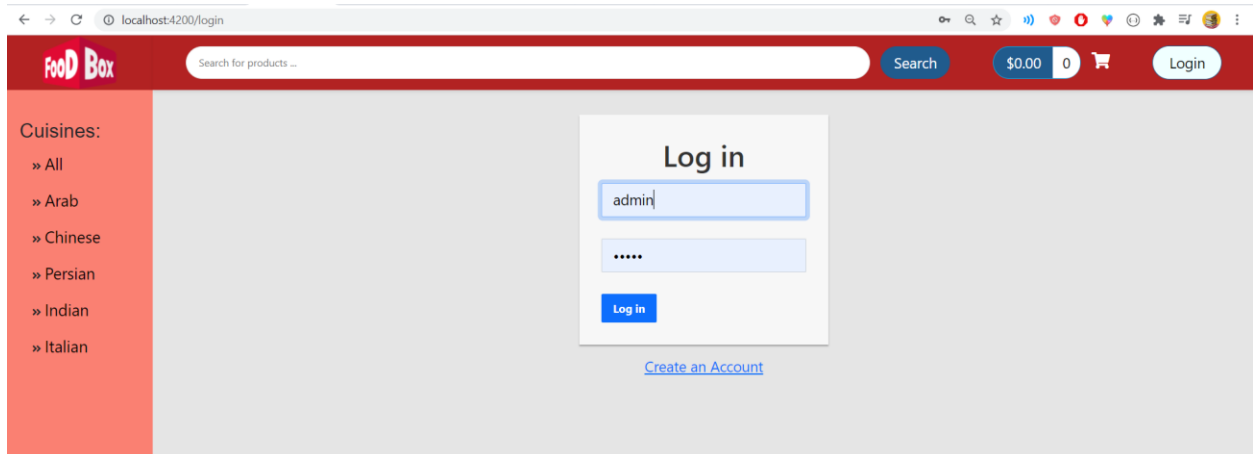 localhost:4200/login
FooD Box
Search for products ...
Search
$0.00 0
Login
Cuisines:
» All
» Arab
» Chinese
» Persian
» Indian
» Italian
Log in
admin
•••••
Log in
Create an Account